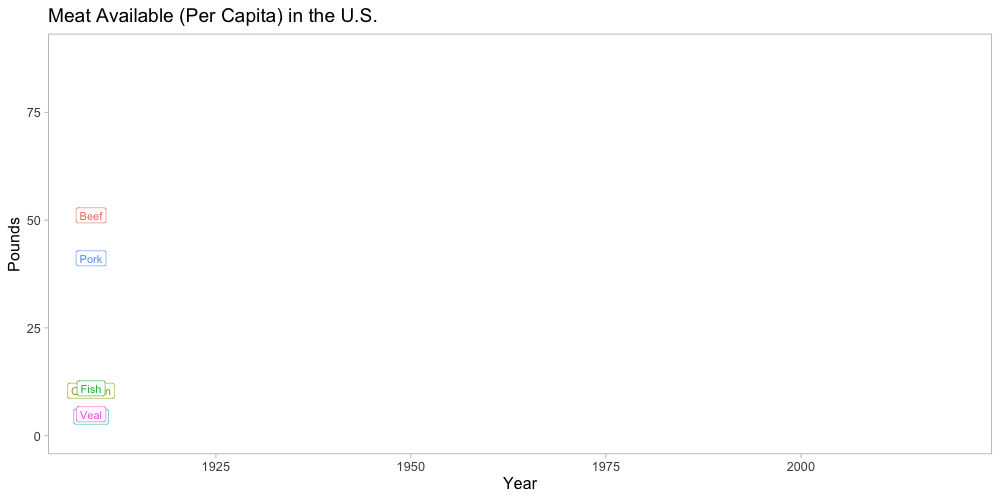 Meat Available (Per Capita) in the U.S.
75
50
25
0
Pounds
Beef
Pork
Fish
Veal
1925
1950
1975
2000
Year